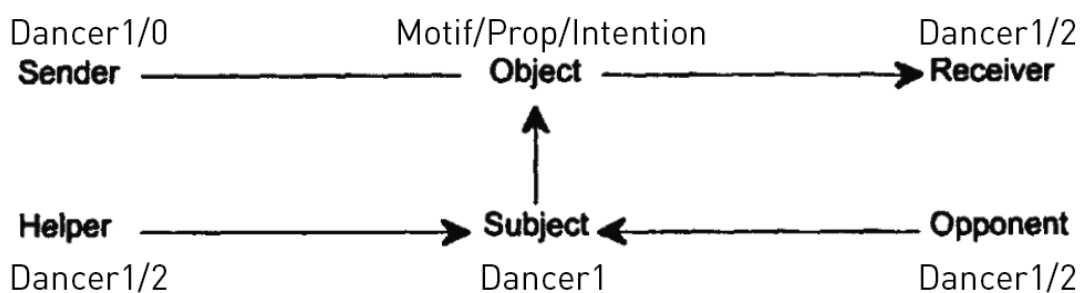 Dancer1/0 Motif/Prop/Intention Dancer1/2
Sender Object Receiver
Helper Subject Opponent
Dancer1/2 Dancer1 Dancer1/2